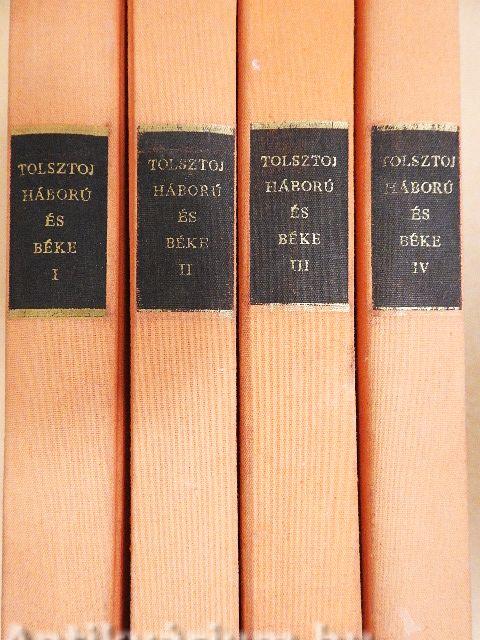 TOLSZTOJ
HÁBORÚ
ÉS
BÉKE
I
TOLSZTOJ
HÁBORÚ
ÉS
BÉKE
II
TOLSZTOJ
HÁBORÚ
ÉS
BÉKE
III
TOLSZTOJ
HÁBORÚ
ÉS
BÉKE
IV